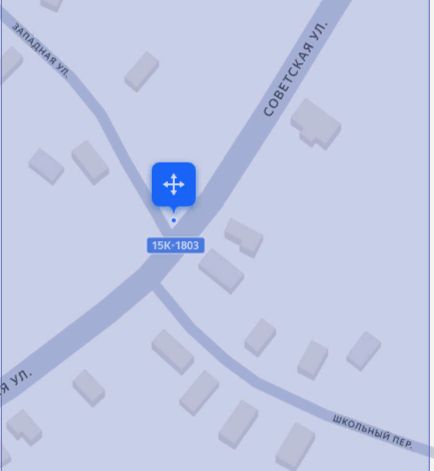 ЗАПАДНАЯ УЛ.
СОВЕТСКАЯ УЛ.
15К-1803
Я УЛ.
ШКОЛЬНЫЙ ПЕР.